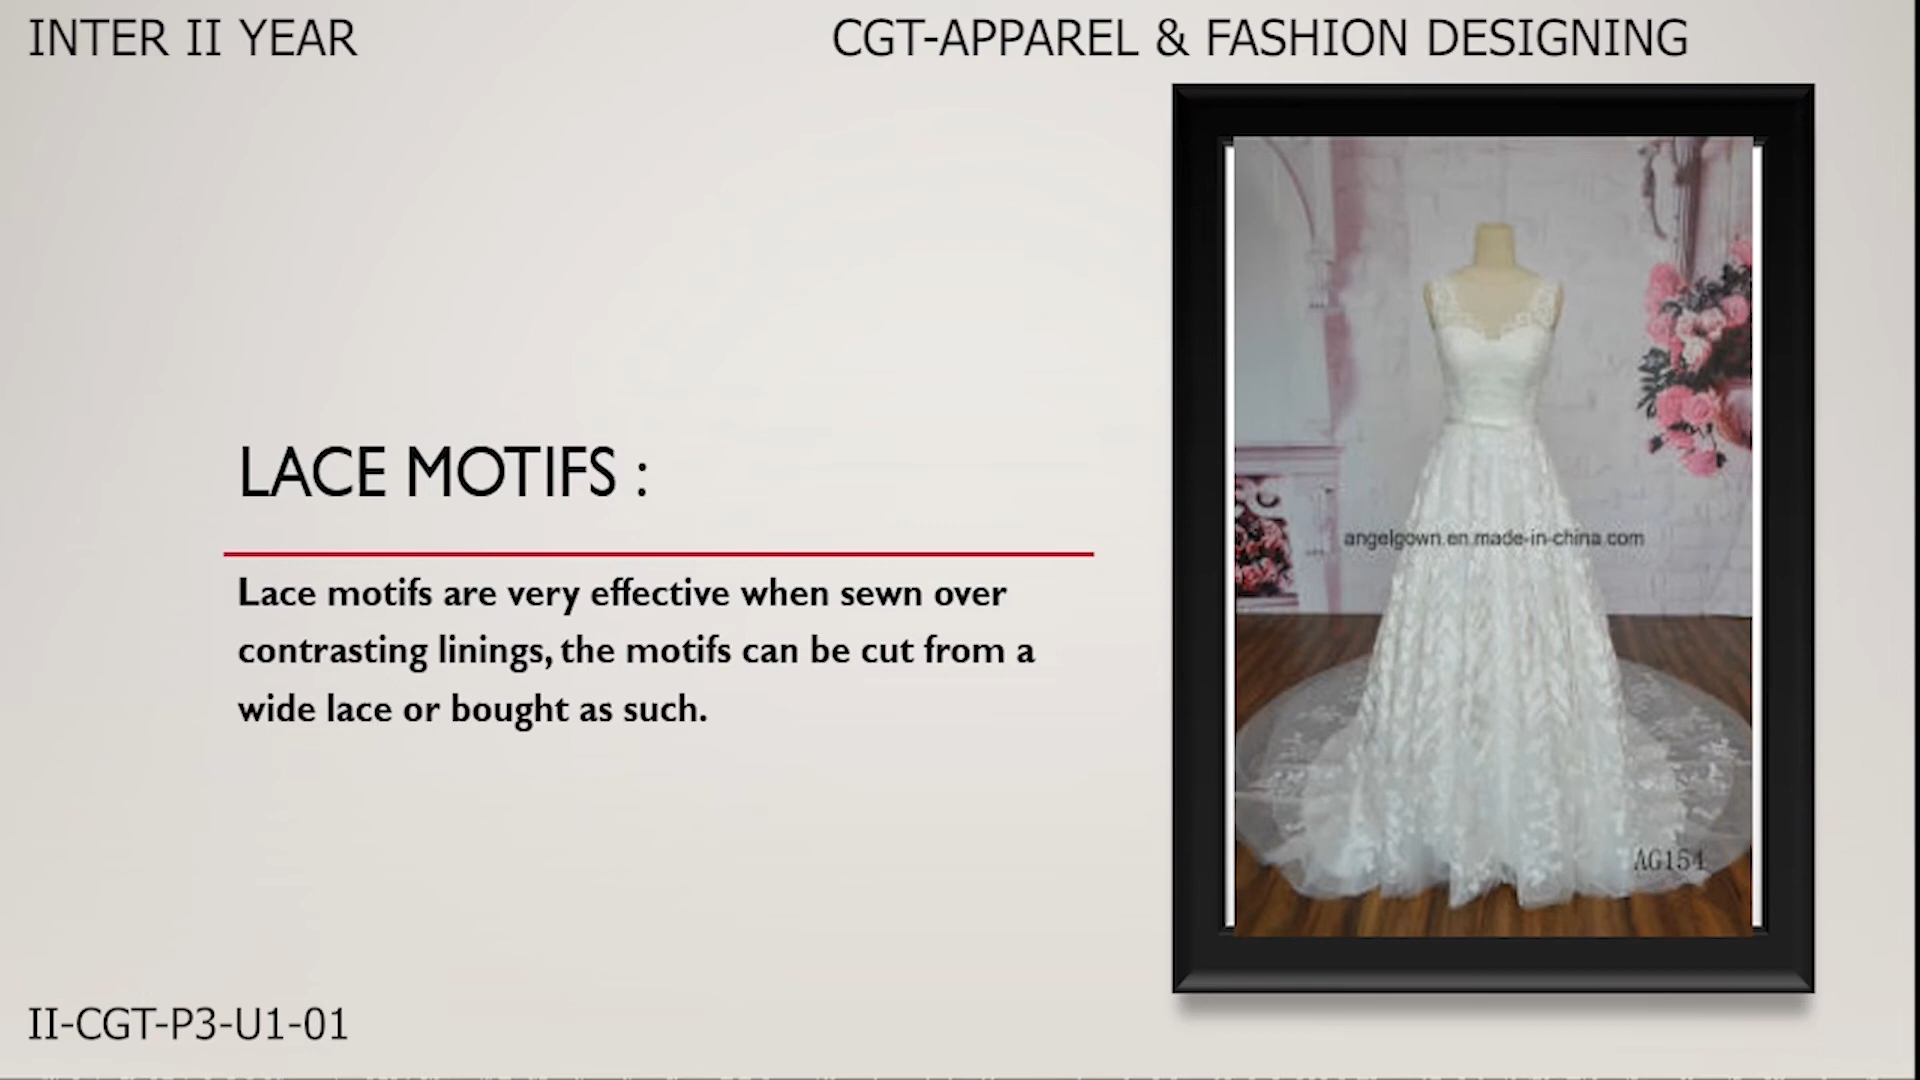 INTER II YEAR
CGT-APPAREL & FASHION DESIGNING
LACE MOTIFS :
Lace motifs are very effective when sewn over
contrasting linings, the motifs can be cut from a
wide lace or bought as such.
angelgown.en.made-in-china.com
AG154
II-CGT-P3-U1-01